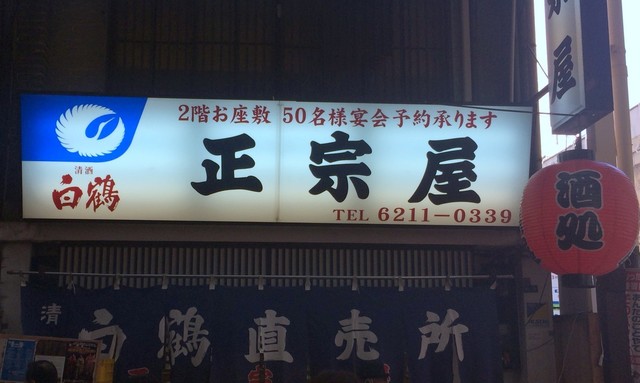 2階お座敷 50名様宴会予約承ります
清酒
白鶴
正宗屋
TEL 6211-0339
屋
酒処
清
白鶴直売所